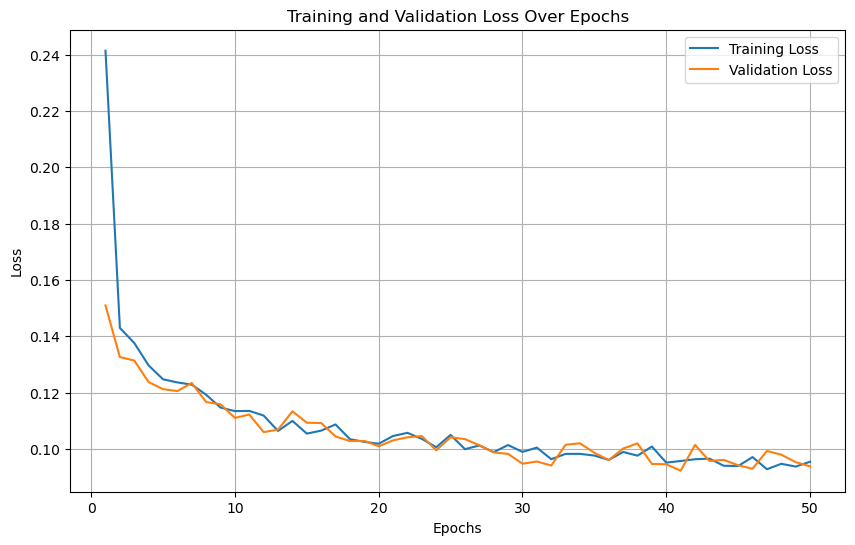 Training and Validation Loss Over Epochs
Training Loss
Validation Loss
0.24
0.22
0.20
0.18
0.16
0.14
0.12
0.10
Loss
0 10 20 30 40 50
Epochs